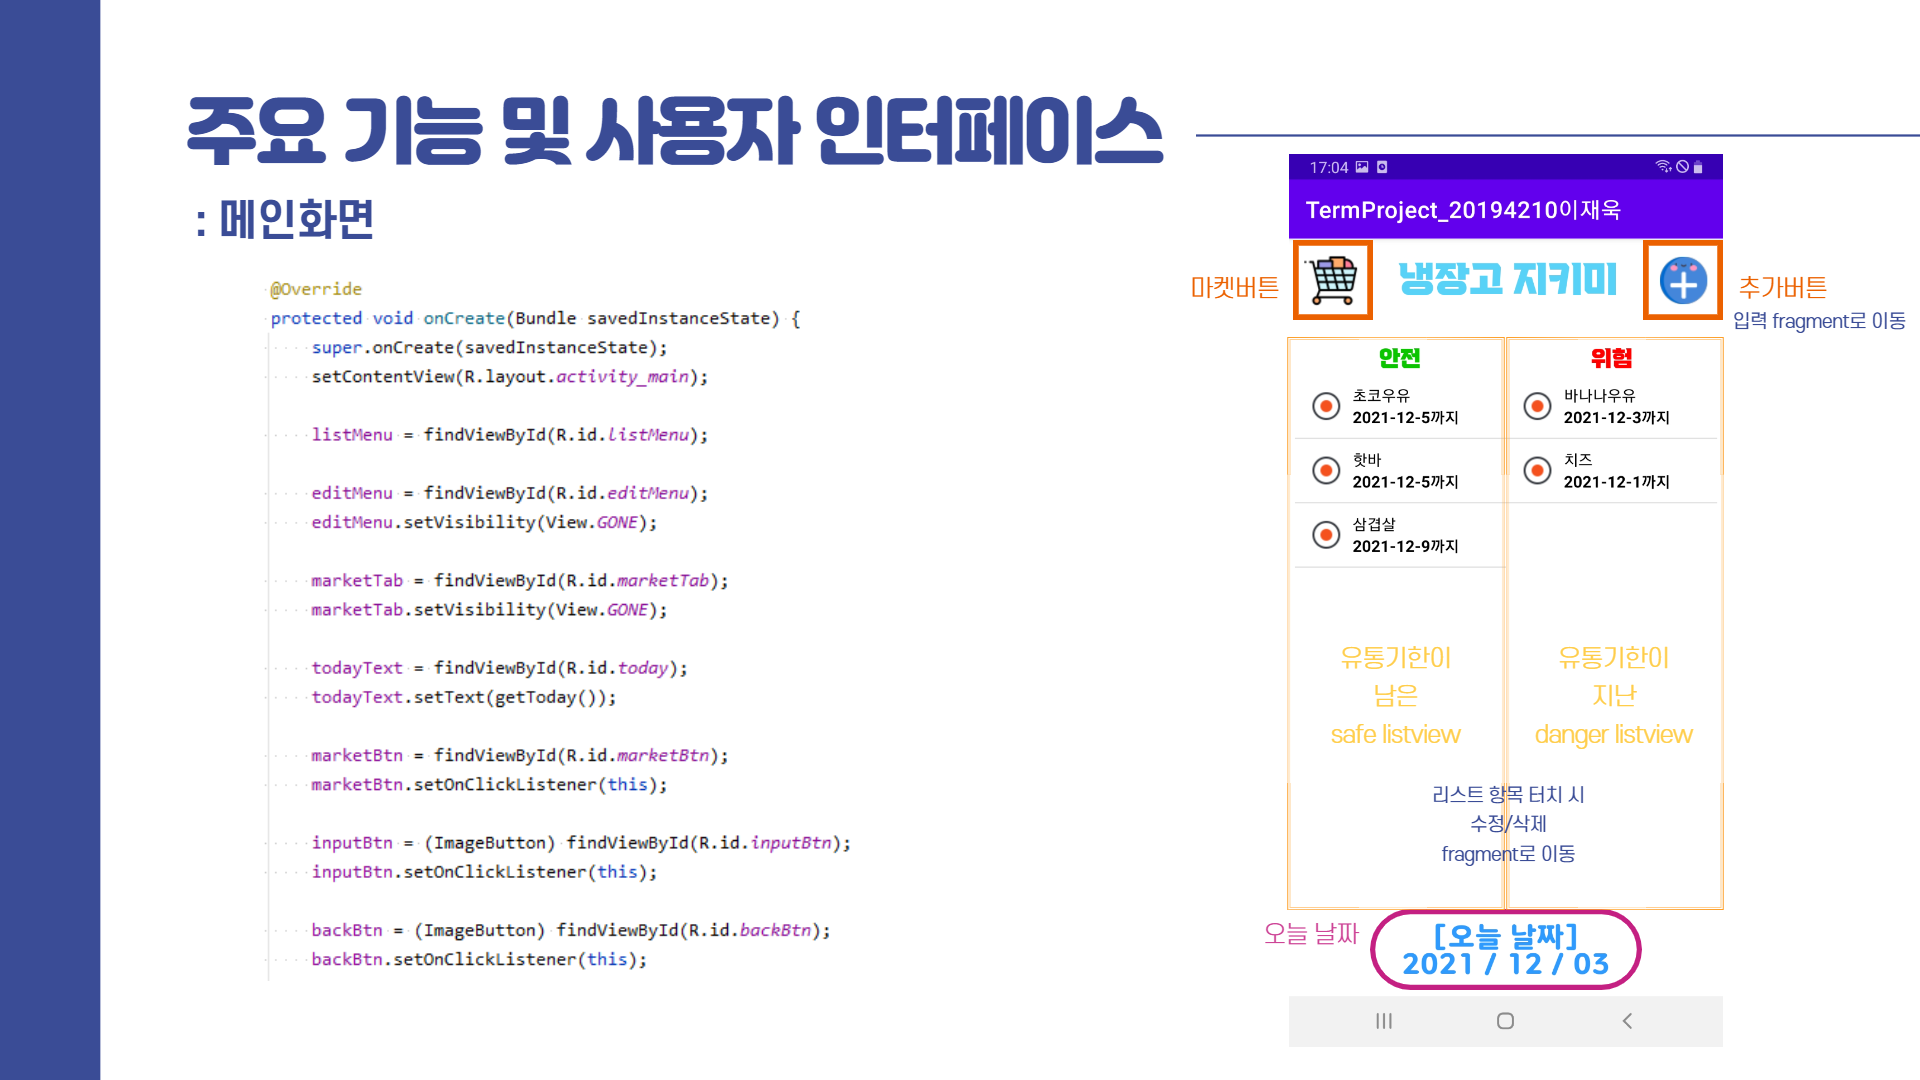 주요 기능 및 사용자 인터페이스
: 메인화면
@Override
protected void onCreate(Bundle savedInstanceState) {
super.onCreate(savedInstanceState);
setContentView(R.layout.activity_main);
listMenu = findViewById(R.id.listMenu);
editMenu = findViewById(R.id.editMenu);
editMenu.setVisibility(View.GONE);
marketTab = findViewById(R.id.marketTab);
marketTab.setVisibility(View.GONE);
todayText = findViewById(R.id.today);
todayText.setText(getToday());
marketBtn = findViewById(R.id.marketBtn);
marketBtn.setOnClickListener(this);
inputBtn = (ImageButton) findViewById(R.id.inputBtn);
inputBtn.setOnClickListener(this);
backBtn = (ImageButton) findViewById(R.id.backBtn);
backBtn.setOnClickListener(this);
17:04
TermProject_20194210이재욱
마켓버튼
냉장고 지키미
추가버튼
입력 fragment로 이동
안전
초코우유
2021-12-5까지
핫바
2021-12-5까지
삼겹살
2021-12-9까지
유통기한이
남은
safe listview
위험
바나나우유
2021-12-3까지
치즈
2021-12-1까지
유통기한이
지난
danger listview
리스트 항목 터치 시
수정/삭제
fragment로 이동
오늘 날짜
[오늘 날짜]
2021 / 12 / 03